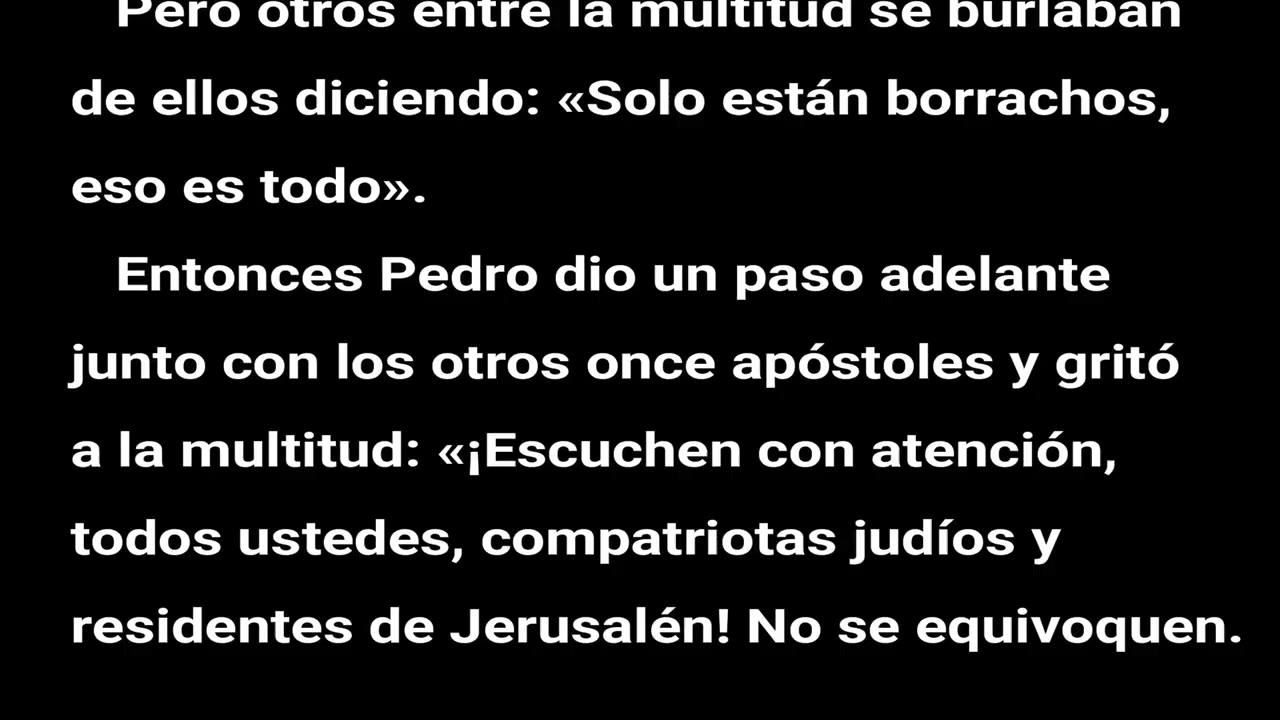 Pero otros entre la multitud se burlaban
de ellos diciendo: «Solo están borrachos,
eso es todo».
Entonces Pedro dio un paso adelante
junto con los otros once apóstoles y gritó
a la multitud: «¡Escuchen con atención,
todos ustedes, compatriotas judíos y
residentes de Jerusalén! No se equivoquen.